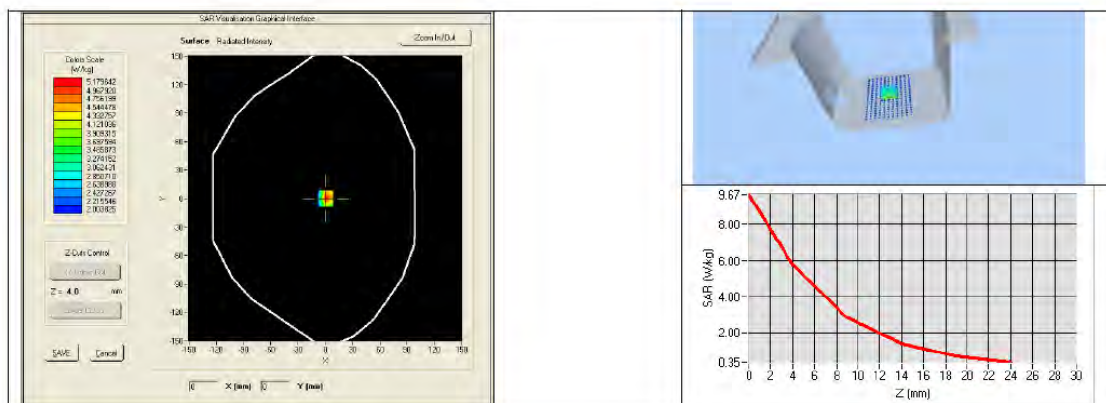 SAR Visualisation Graphical Interface
Surface Radiated Intensity
Zoom In/Out
Colors Scale
(W/kg)
5.179642
4.967920
4.756199
4.544478
4.332757
4.121036
3.909315
3.697594
3.485873
3.274152
3.062431
2.850710
2.638988
2.427267
2.215546
2.003825
Z-Cuts Control
Z = 4.0 mm
SAVE
Cancel
150
120
90
60
30
0
-30
-60
-90
-120
-150
Y
-150 -120 -90 -60 -30 0 30 60 90 120 150
X
0 X (mm) 0 Y (mm)
9.67
8.00
6.00
4.00
2.00
0.35
SAR (W/kg)
0 2 4 6 8 10 12 14 16 18 20 22 24 26 28 30
Z (mm)